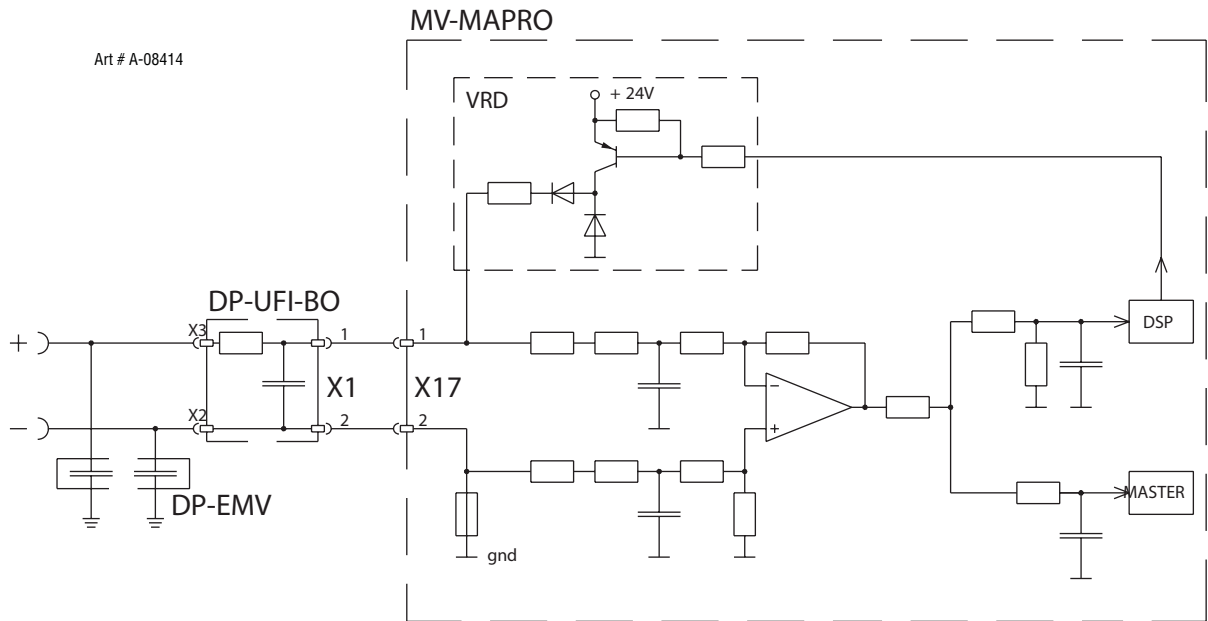 MV-MAPRO
Art # A-08414
VRD
+ 24V
DP-UFI-BO
DSP
+
X3
1
1
X1
X17
−
+
−
X2
2
2
DP-EMV
gnd
MASTER